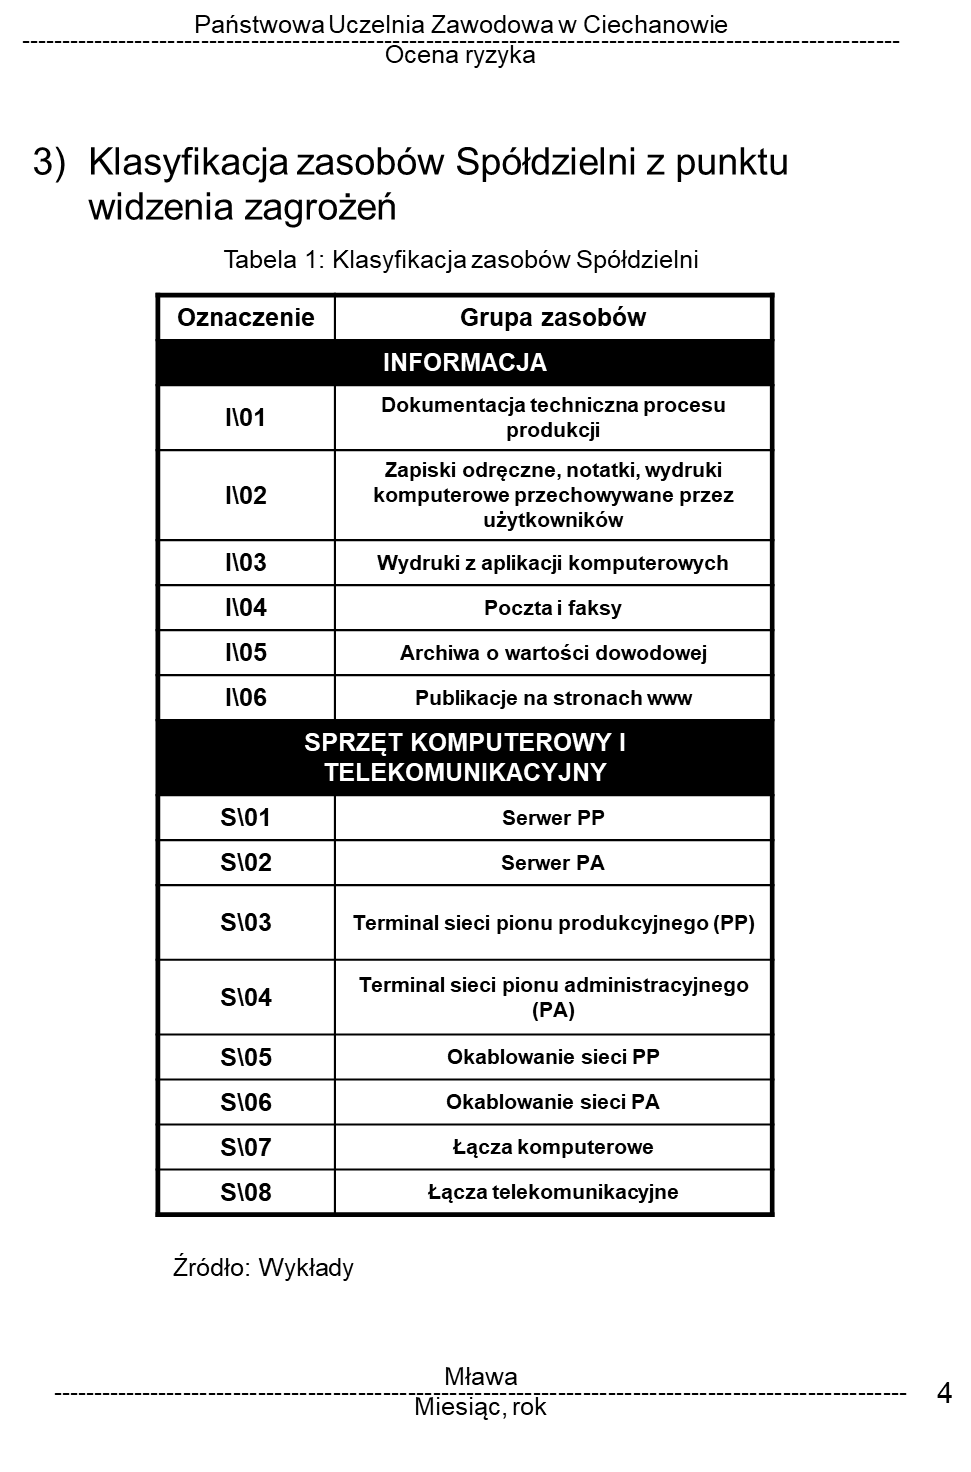 Państwowa Uczelnia Zawodowa w Ciechanowie
Ocena ryzyka
3) Klasyfikacja zasobów Spółdzielni z punktu
widzenia zagrożeń
Tabela 1: Klasyfikacja zasobów Spółdzielni
Oznaczenie Grupa zasobów
INFORMACJA
I\01 Dokumentacja techniczna procesu
produkcji
I\02 Zapiski odręczne, notatki, wydruki
komputerowe przechowywane przez
użytkowników
I\03 Wydruki z aplikacji komputerowych
I\04 Poczta i faksy
I\05 Archiwa o wartości dowodowej
I\06 Publikacje na stronach www
SPRZĘT KOMPUTEROWY I
TELEKOMUNIKACYJNY
S\01 Serwer PP
S\02 Serwer PA
S\03 Terminal sieci pionu produkcyjnego (PP)
S\04 Terminal sieci pionu administracyjnego
(PA)
S\05 Okablowanie sieci PP
S\06 Okablowanie sieci PA
S\07 Łącza komputerowe
S\08 Łącza telekomunikacyjne
Źródło: Wykłady
Mława
Miesiąc, rok
4